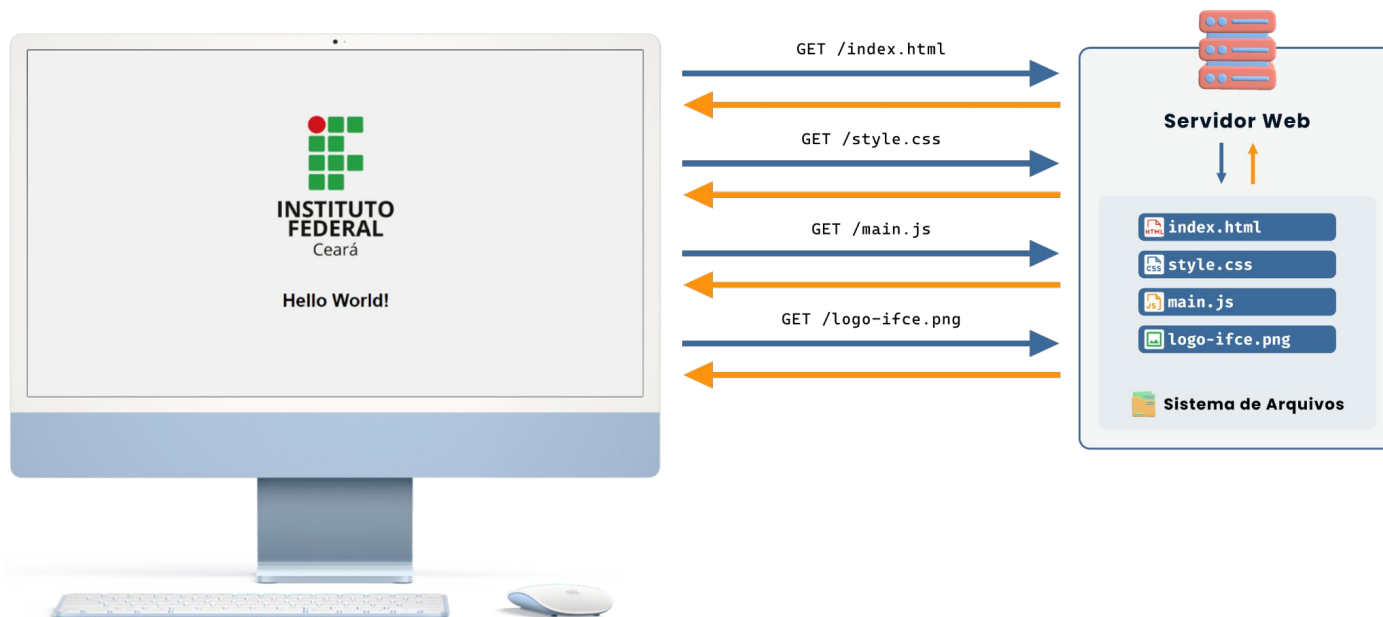 INSTITUTO
FEDERAL
Ceará
Hello World!
GET /index.html
GET /style.css
GET /main.js
GET /logo-ifce.png
Servidor Web
HTML index.html
CSS style.css
JS main.js
logo-ifce.png
Sistema de Arquivos